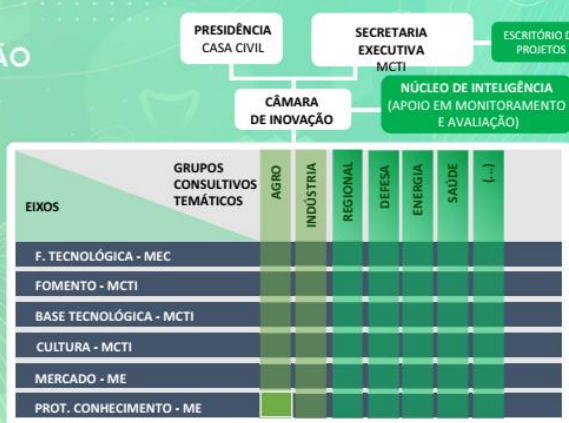 ÃO
PRESIDÊNCIA
CASA CIVIL
SECRETARIA
EXECUTIVA
MCTI
ESCRITÓRIO
PROJETOS
CÂMARA
DE INOVAÇÃO
NÚCLEO DE INTELIGÊNCIA
(APOIO EM MONITORAMENTO
E AVALIAÇÃO)
GRUPOS
CONSULTIVOS
TEMÁTICOS
EIXOS
AGRO
INDÚSTRIA
REGIONAL
DEFESA
ENERGIA
SAÚDE
(...)
F. TECNOLÓGICA - MEC
FOMENTO - MCTI
BASE TECNOLÓGICA - MCTI
CULTURA - MCTI
MERCADO - ME
PROT. CONHECIMENTO - ME